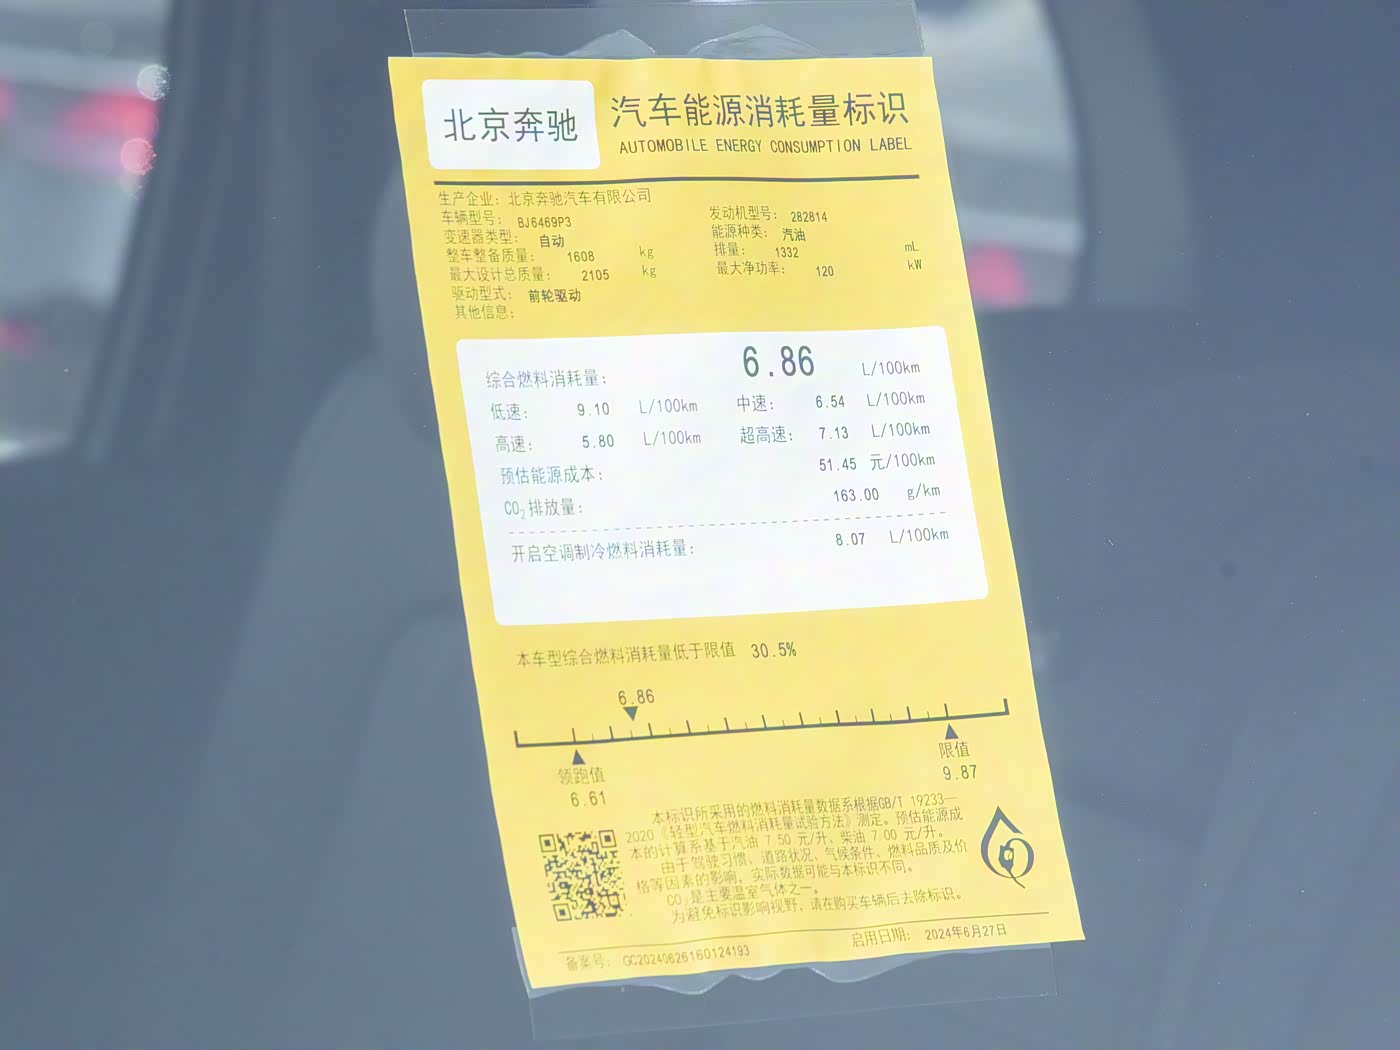 北京奔驰
汽车能源消耗量标识
AUTOMOBILE ENERGY CONSUMPTION LABEL
生产企业：北京奔驰汽车有限公司
车辆型号：BJ6469P3 发动机型号：282814
变速器类型：自动 能源种类：汽油
整车整备质量：1608 kg 排量：1332 mL
最大设计总质量：2105 kg 最大净功率：120 kW
驱动型式：前轮驱动
其他信息：
综合燃料消耗量：6.86 L/100km
低速：9.10 L/100km 中速：6.54 L/100km
高速：5.80 L/100km 超高速：7.13 L/100km
预估能源成本：51.45 元/100km
CO2排放量：163.00 g/km
开启空调制冷燃料消耗量：8.07 L/100km
本车型综合燃料消耗量低于限值 30.5%
6.86
领跑值 限值
6.61 9.87
本标识所采用的燃料消耗量数据系根据GB/T 19233—
2020《轻型汽车燃料消耗量试验方法》测定。预估能源成
本的计算系基于汽油 7.50 元/升、柴油 7.00 元/升。
由于驾驶习惯、道路状况、气候条件、燃料品质及价
格等因素的影响，实际数据可能与本标识不同。
CO2是主要温室气体之一。
为避免标识影响视野，请在购买车辆后去除标识。
备案号：GC20240626160124193 启用日期：2024年6月27日